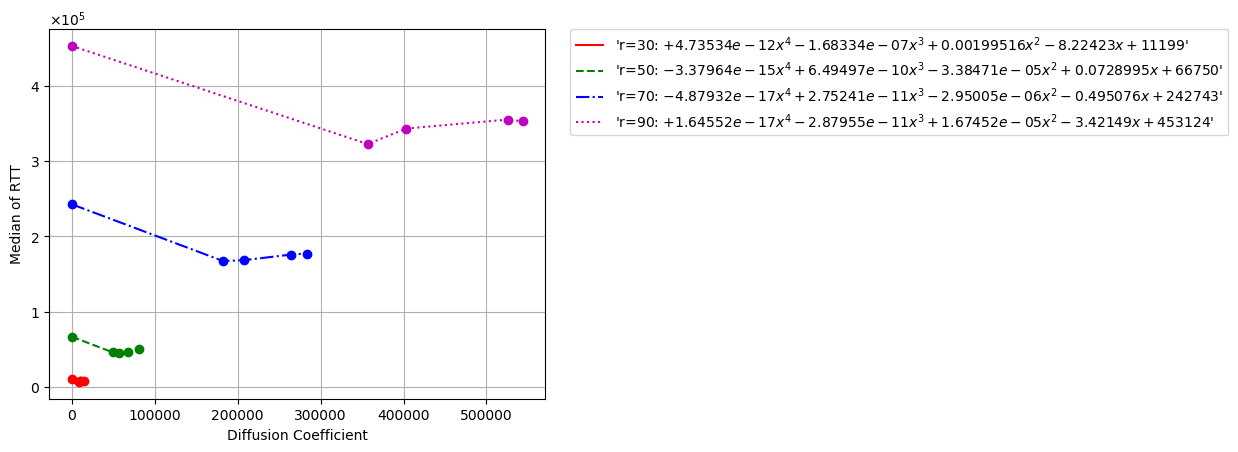 ×10⁵
4
3
2
1
0
Median of RTT
0 100000 200000 300000 400000 500000
Diffusion Coefficient
'r=30: +4.73534e − 12x⁴ − 1.68334e − 07x³ + 0.00199516x² − 8.22423x + 11199'
'r=50: −3.37964e − 15x⁴ + 6.49497e − 10x³ − 3.38471e − 05x² + 0.0728995x + 66750'
'r=70: −4.87932e − 17x⁴ + 2.75241e − 11x³ − 2.95005e − 06x² − 0.495076x + 242743'
'r=90: +1.64552e − 17x⁴ − 2.87955e − 11x³ + 1.67452e − 05x² − 3.42149x + 453124'